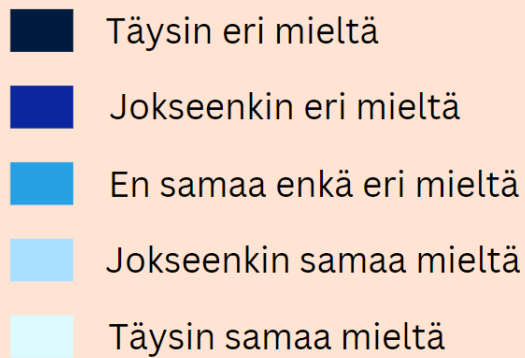 Täysin eri mieltä
Jokseenkin eri mieltä
En samaa enkä eri mieltä
Jokseenkin samaa mieltä
Täysin samaa mieltä